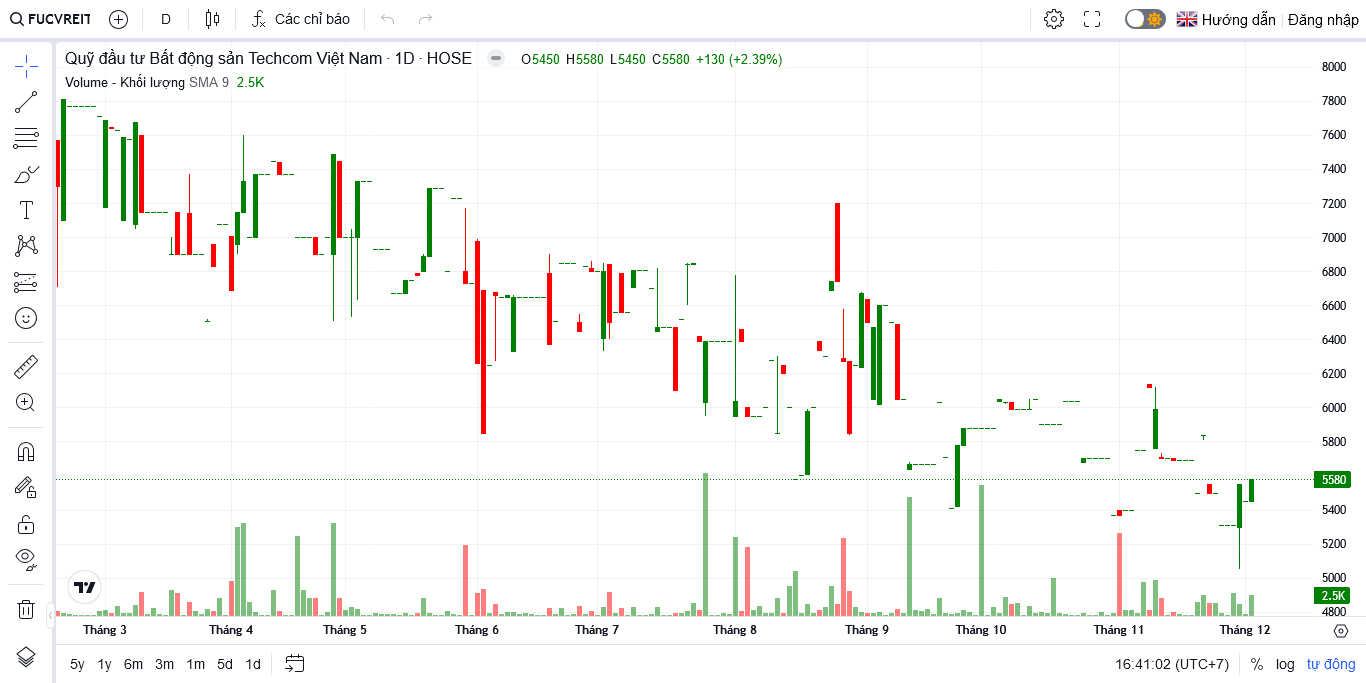 FUCVREIT D Các chỉ báo Hướng dẫn Đăng nhập
Quỹ đầu tư Bất động sản Techcom Việt Nam · 1D · HOSE O5450 H5580 L5450 C5580 +130 (+2.39%)
Volume - Khối lượng SMA 9 2.5K
8000
7800
7600
7400
7200
7000
6800
6600
6400
6200
6000
5800
5580
5400
5200
5000
2.5K
4800
Tháng 3 Tháng 4 Tháng 5 Tháng 6 Tháng 7 Tháng 8 Tháng 9 Tháng 10 Tháng 11 Tháng 12
5y 1y 6m 3m 1m 5d 1d 16:41:02 (UTC+7) % log tự động